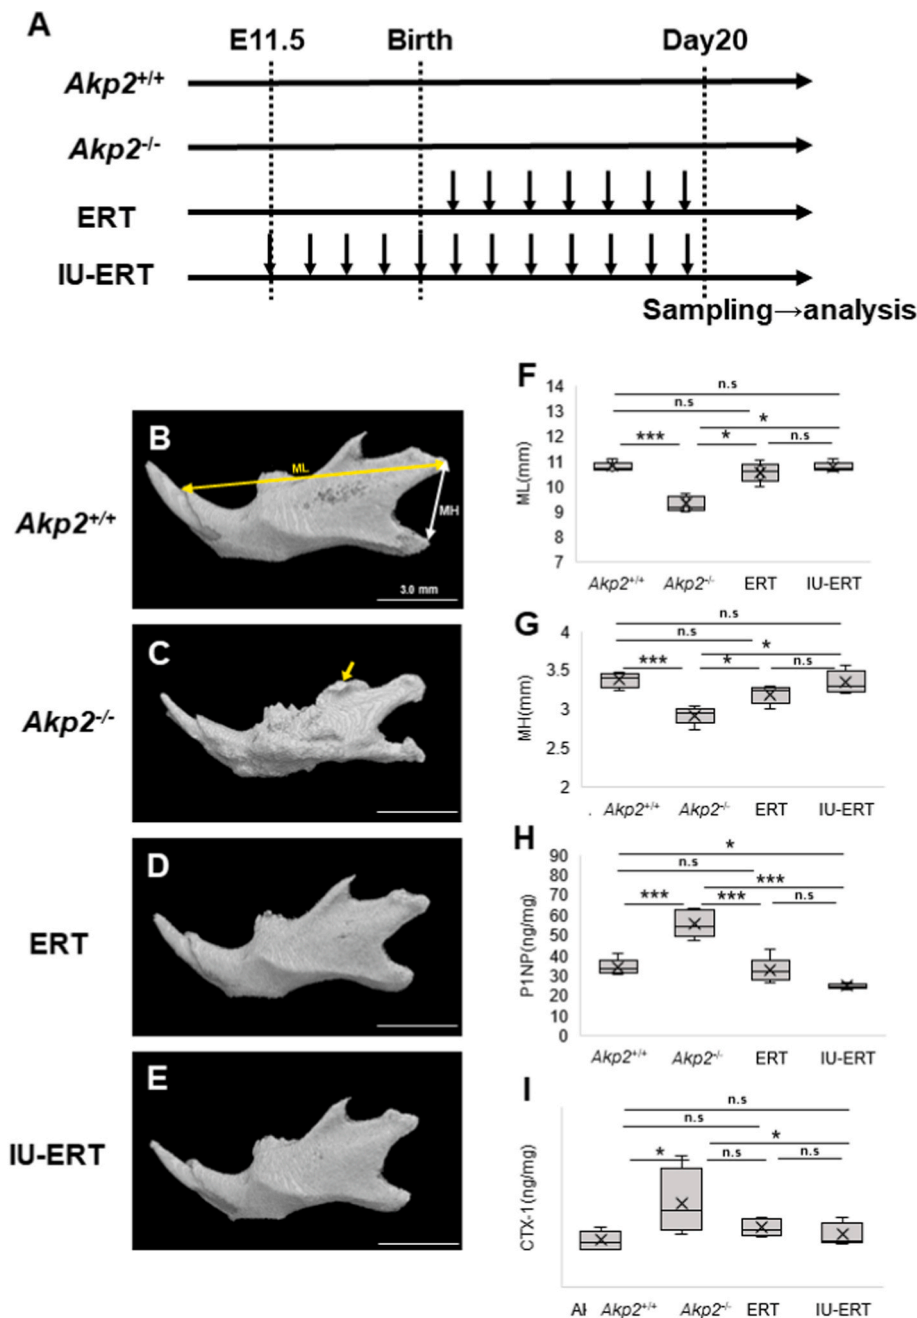 A
E11.5 Birth Day20
Akp2+/+
Akp2-/-
ERT
IU-ERT
Sampling→analysis
B
ML
MH
3.0 mm
Akp2+/+
C
Akp2-/-
D
ERT
E
IU-ERT
F
ML(mm)
14
13
12
11
10
9
8
7
n.s
n.s
*
*** * n.s
Akp2+/+ Akp2-/- ERT IU-ERT
G
MH(mm)
4
3.5
3
2.5
2
n.s
n.s
*
*** * n.s
. Akp2+/+ Akp2-/- ERT IU-ERT
H
P1NP(ng/mg)
90
80
70
60
50
40
30
20
10
0
*
n.s
***
*** *** n.s
Akp2+/+ Akp2-/- ERT IU-ERT
I
CTX-1(ng/mg)
n.s
n.s
*
* n.s n.s
Al Akp2+/+ Akp2-/- ERT IU-ERT